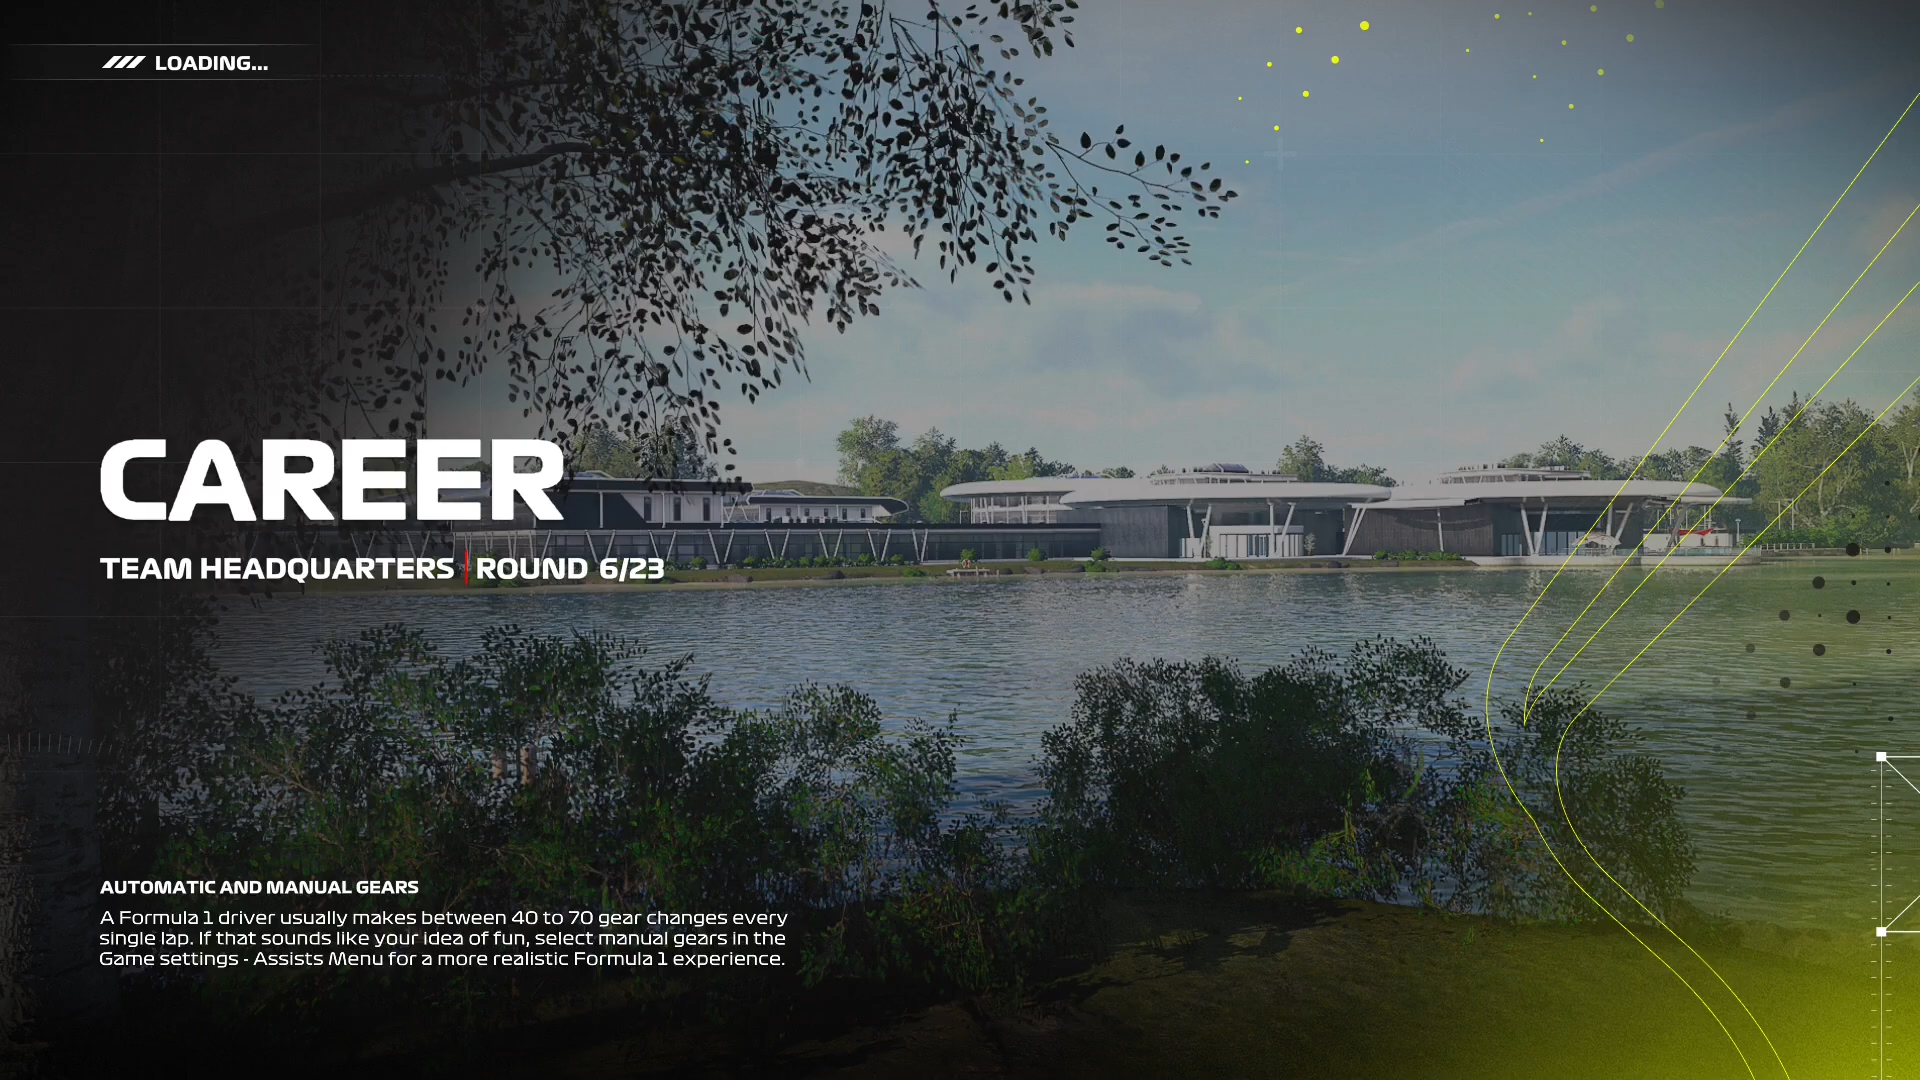 LOADING...
CAREER
TEAM HEADQUARTERS | ROUND 6/23
AUTOMATIC AND MANUAL GEARS
A Formula 1 driver usually makes between 40 to 70 gear changes every
single lap. If that sounds like your idea of fun, select manual gears in the
Game settings - Assists Menu for a more realistic Formula 1 experience.